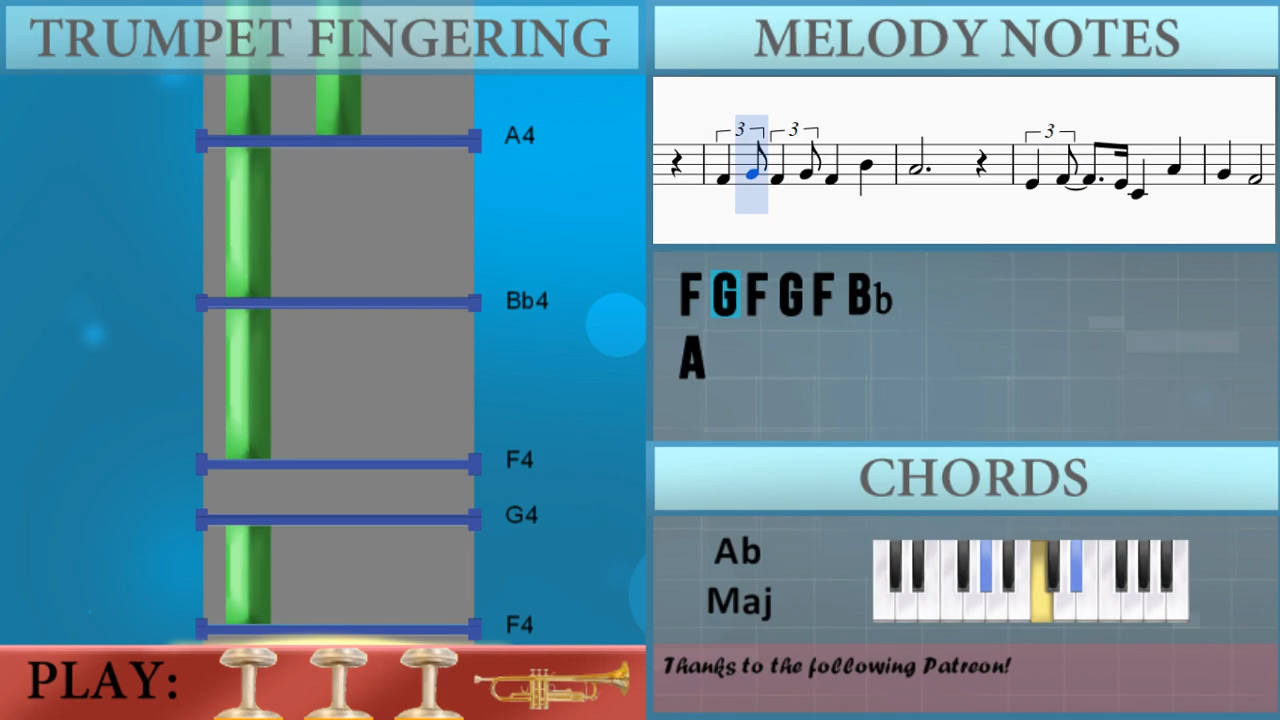 TRUMPET FINGERING
A4
Bb4
F4
G4
F4
PLAY:
MELODY NOTES
3 3 3
F G F G F Bb
A
CHORDS
Ab
Maj
Thanks to the following Patreon!